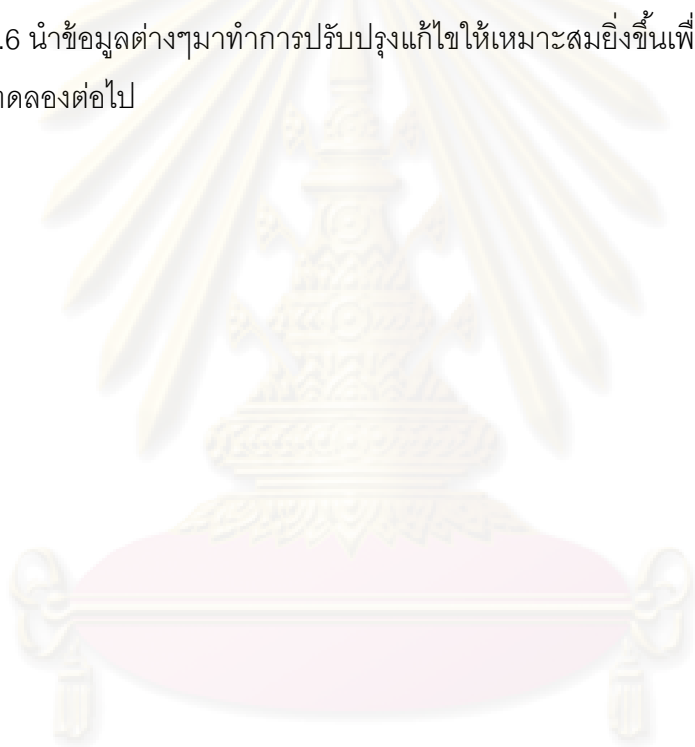 .6 นำข้อมูลต่างๆมาทำการปรับปรุงแก้ไขให้เหมาะสมยิ่งขึ้นเพื่
าดลองต่อไป